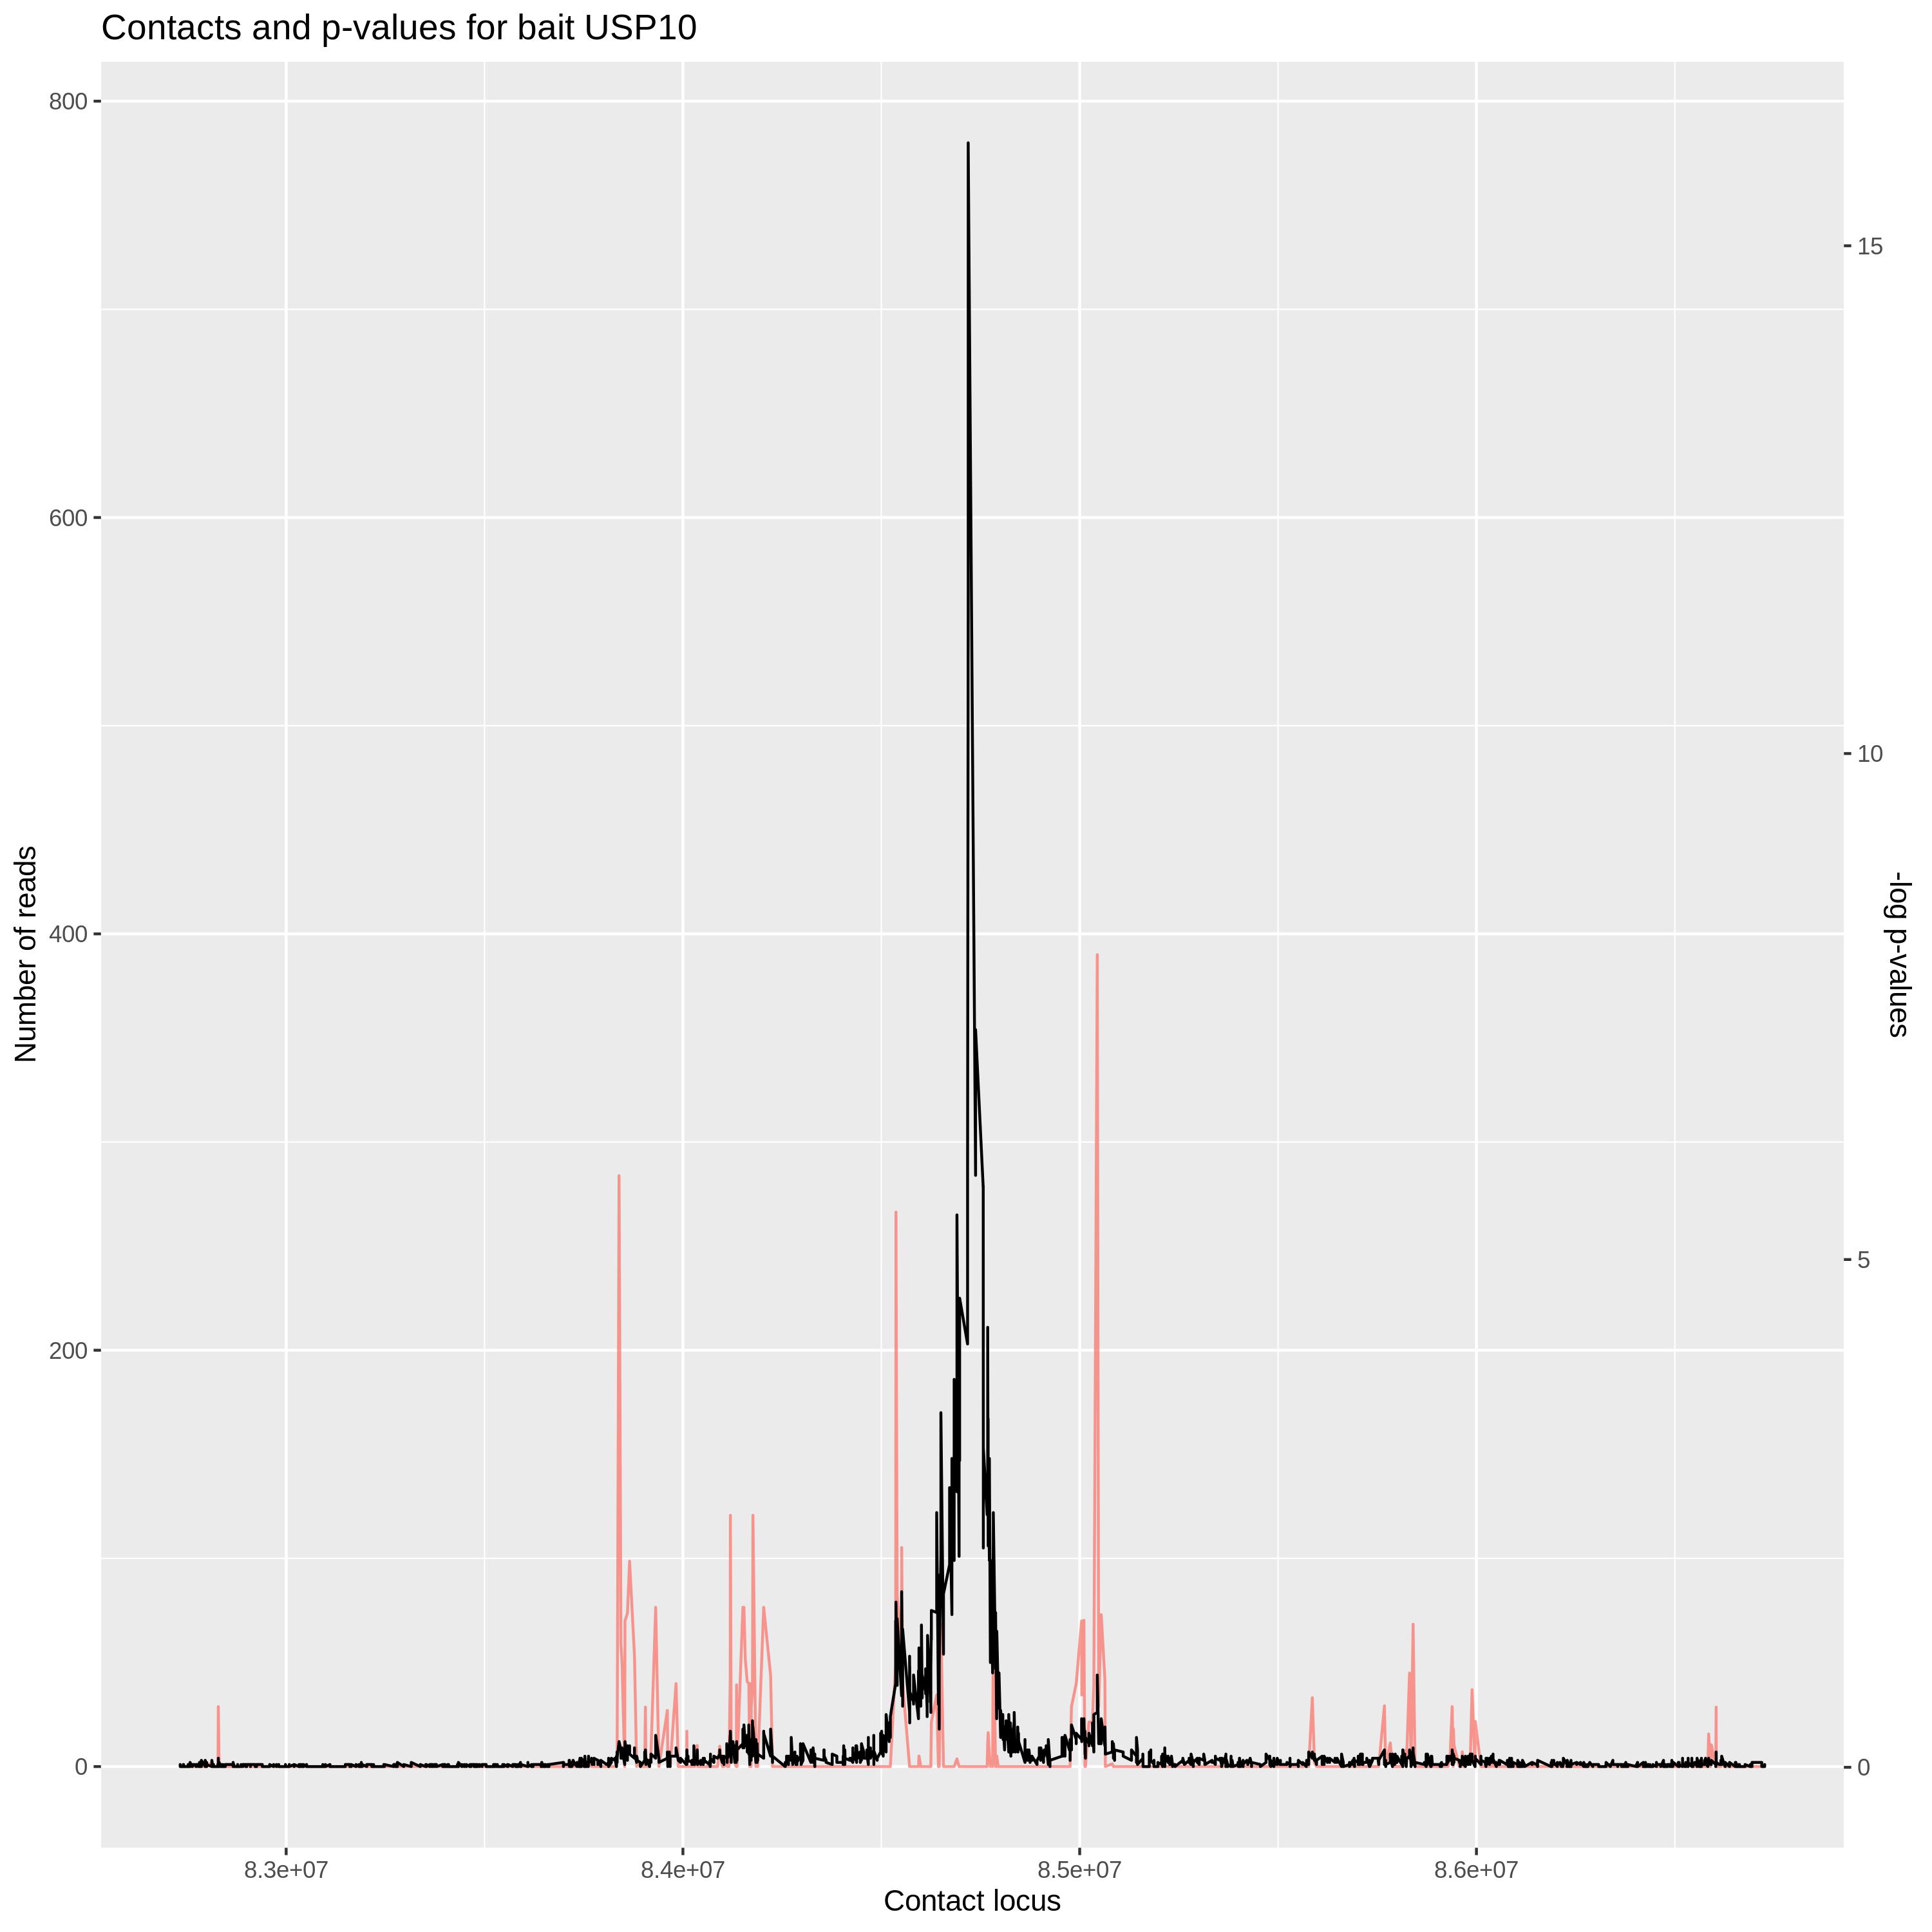 Contacts and p-values for bait USP10
800
600
400
200
0
Number of reads
15
10
5
0
-log p-values
8.3e+07 8.4e+07 8.5e+07 8.6e+07
Contact locus